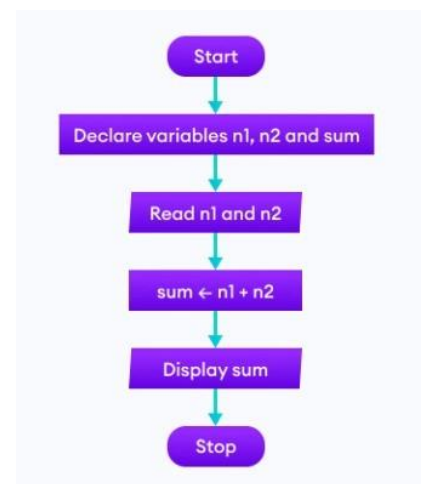 Start
Declare variables n1, n2 and sum
Read n1 and n2
sum ← n1 + n2
Display sum
Stop